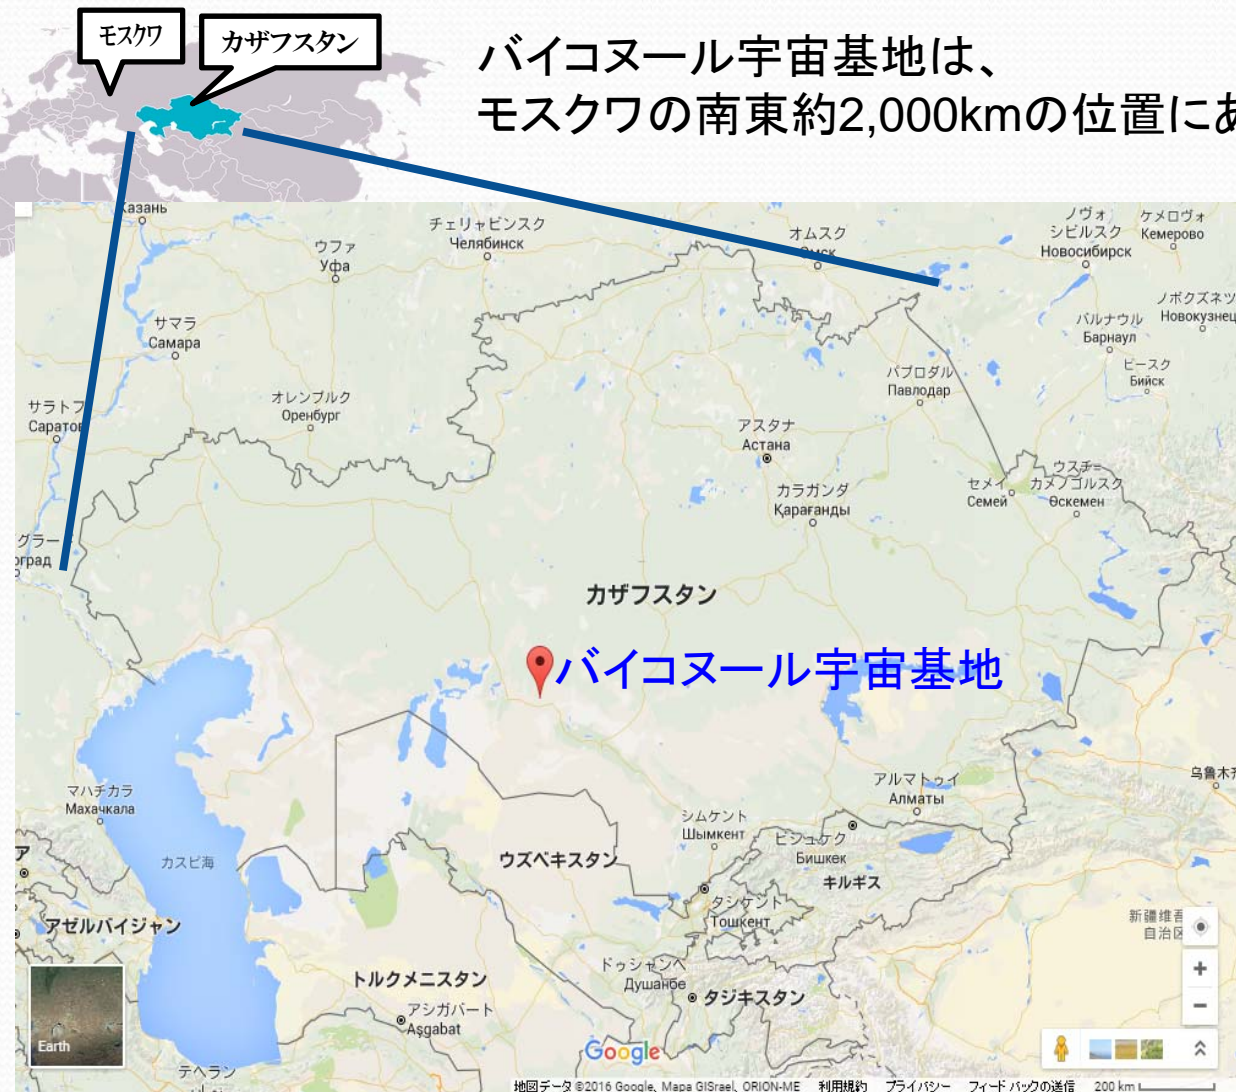 モスクワ
カザフスタン
バイコヌール宇宙基地は、
モスクワの南東約2,000kmの位置にあ
азань
チェリャビンスク
Челябинск
オムスク
Омск
ノヴォ
シビルスク
Новосибирск
ケメロヴォ
Кемерово
ウファ
Уфа
ノボクズネツ
Новокузнец
サマラ
Самара
バルナウル
Барнаул
ビースク
Бийск
パブロダル
Павлодар
オレンブルク
Оренбург
サラトフ
Саратов
アスタナ
Астана
カラガンダ
Қарағанды
セメイ
Семей
ウスチ=
カメノゴルスク
Өскемен
グラー
оград
カザフスタン
バイコヌール宇宙基地
マハチカラ
Махачкала
アルマトゥイ
Алматы
乌鲁木齐
シムケント
Шымкент
ビシュケク
Бишкек
キルギス
カスピ海
ウズベキスタン
タシケント
Тошкент
ア
アゼルバイジャン
新疆维吾
自治区
ドゥシャンベ
Душанбе
タジキスタン
トルクメニスタン
アシガバート
Aşgabat
Earth
テヘラン
Google
地図データ ©2016 Google、Mapa GISrael、ORION-ME 利用規約 プライバシー フィードバックの送信 200 km